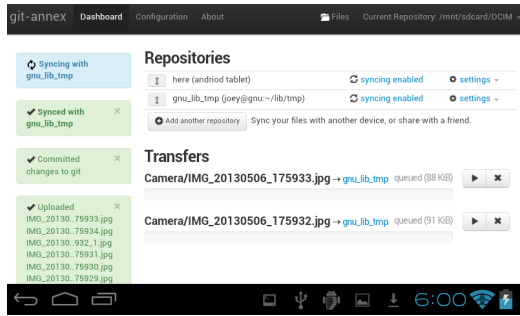 git-annex Dashboard Configuration About Files Current Repository: /mnt/sdcard/DCIM
Syncing with
gnu_lib_tmp
Synced with
gnu_lib_tmp
Committed
changes to git
Uploaded
IMG_20130..75933.jpg
IMG_20130..75934.jpg
IMG_20130..932_1.jpg
IMG_20130..75931.jpg
IMG_20130..75930.jpg
IMG_20130..75929.jpg
Repositories
here (andriod tablet) syncing enabled settings
gnu_lib_tmp (joey@gnu:~/lib/tmp) syncing enabled settings
Add another repository Sync your files with another device, or share with a friend.
Transfers
Camera/IMG_20130506_175933.jpg → gnu_lib_tmp queued (88 KiB)
Camera/IMG_20130506_175932.jpg → gnu_lib_tmp queued (91 KiB)
6:00